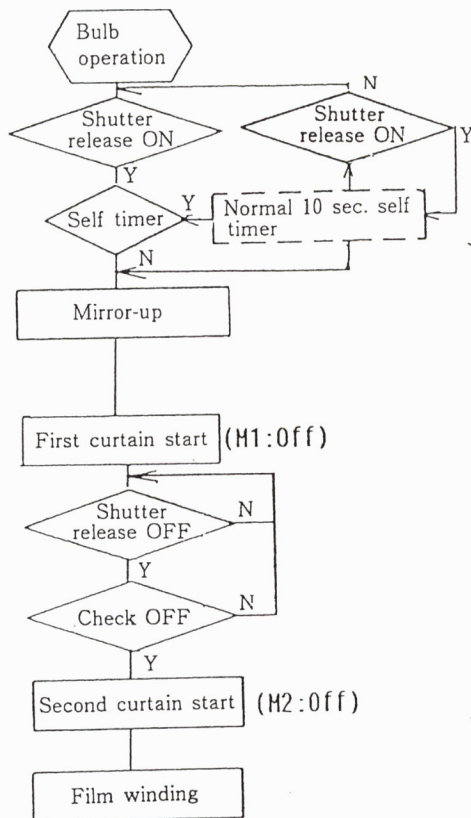 Bulb
operation
N
Shutter
release ON
Shutter
release ON
Y
Y
Self timer
Y
Normal 10 sec. self
timer
N
Mirror-up
First curtain start (M1:Off)
Shutter
release OFF
N
Y
Check OFF
N
Y
Second curtain start (M2:Off)
Film winding